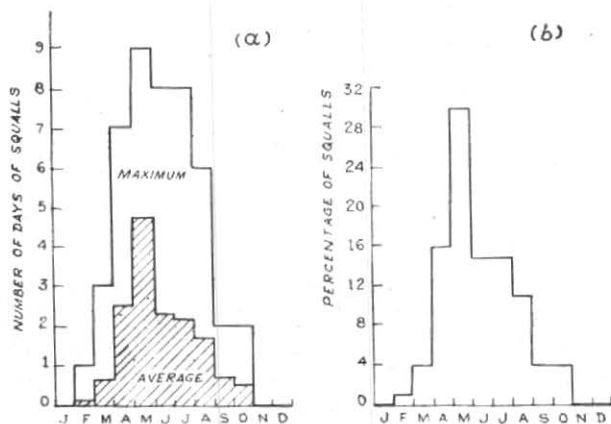 (a)
NUMBER OF DAYS OF SQUALLS
9
8
7
6
5
4
3
2
1
0
MAXIMUM
AVERAGE
J F M A M J J A S O N D
(b)
PERCENTAGE OF SQUALLS
32
28
24
20
16
12
8
4
0
J F M A M J J A S O N D